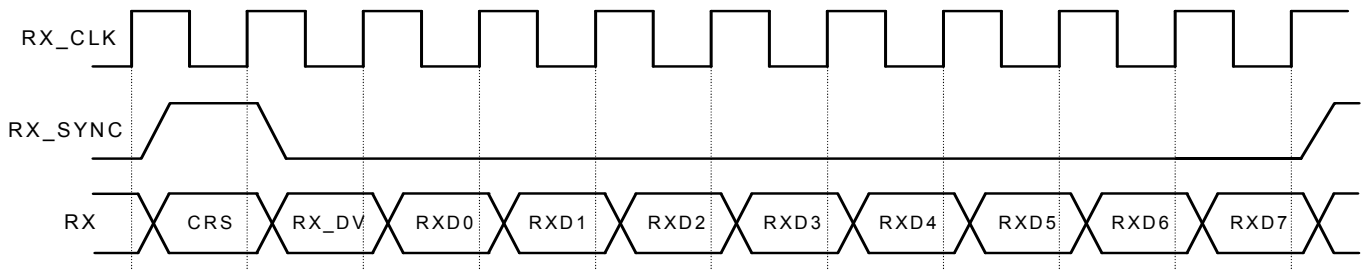 RX_CLK
RX_SYNC
RX CRS RX_DV RXD0 RXD1 RXD2 RXD3 RXD4 RXD5 RXD6 RXD7